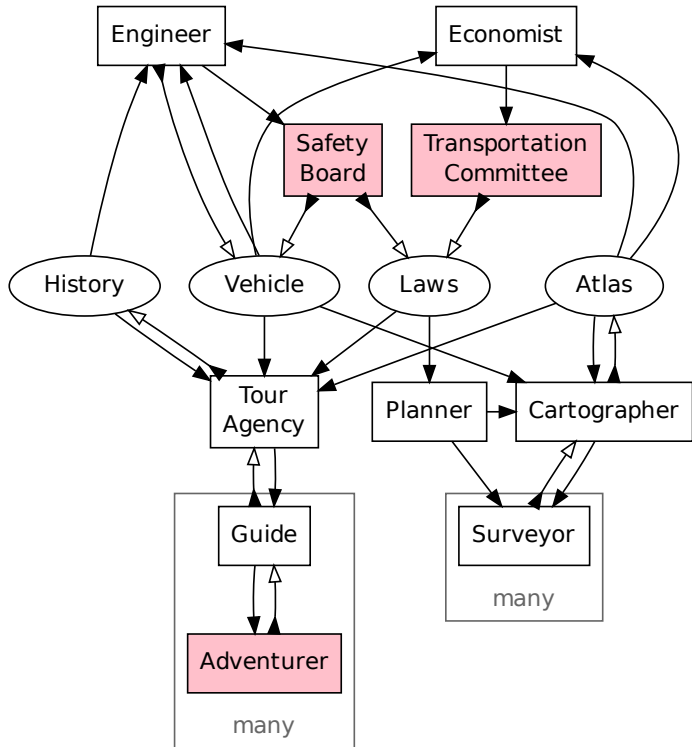 Engineer
Economist
Safety
Board
Transportation
Committee
History
Vehicle
Laws
Atlas
Tour
Agency
Planner
Cartographer
Guide
Surveyor
many
Adventurer
many